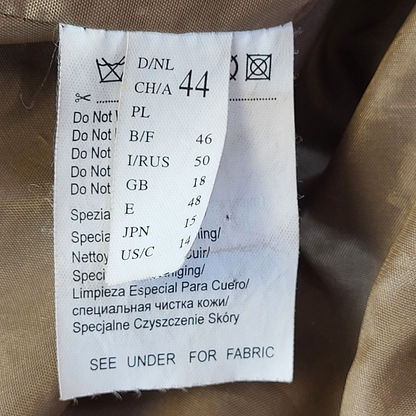 D/NL
CH/A 44
PL
B/F 46
I/RUS 50
GB 18
E 48
JPN 15
US/C 14
Do Not
Do Not
Do Not
Do Not
Do Not
Spezia
Specia
Nettoy Cuir/
Speci
Limpieza Especial Para Cuero/
специальная чистка кожи/
Specjalne Czyszczenie Skóry
SEE UNDER FOR FABRIC